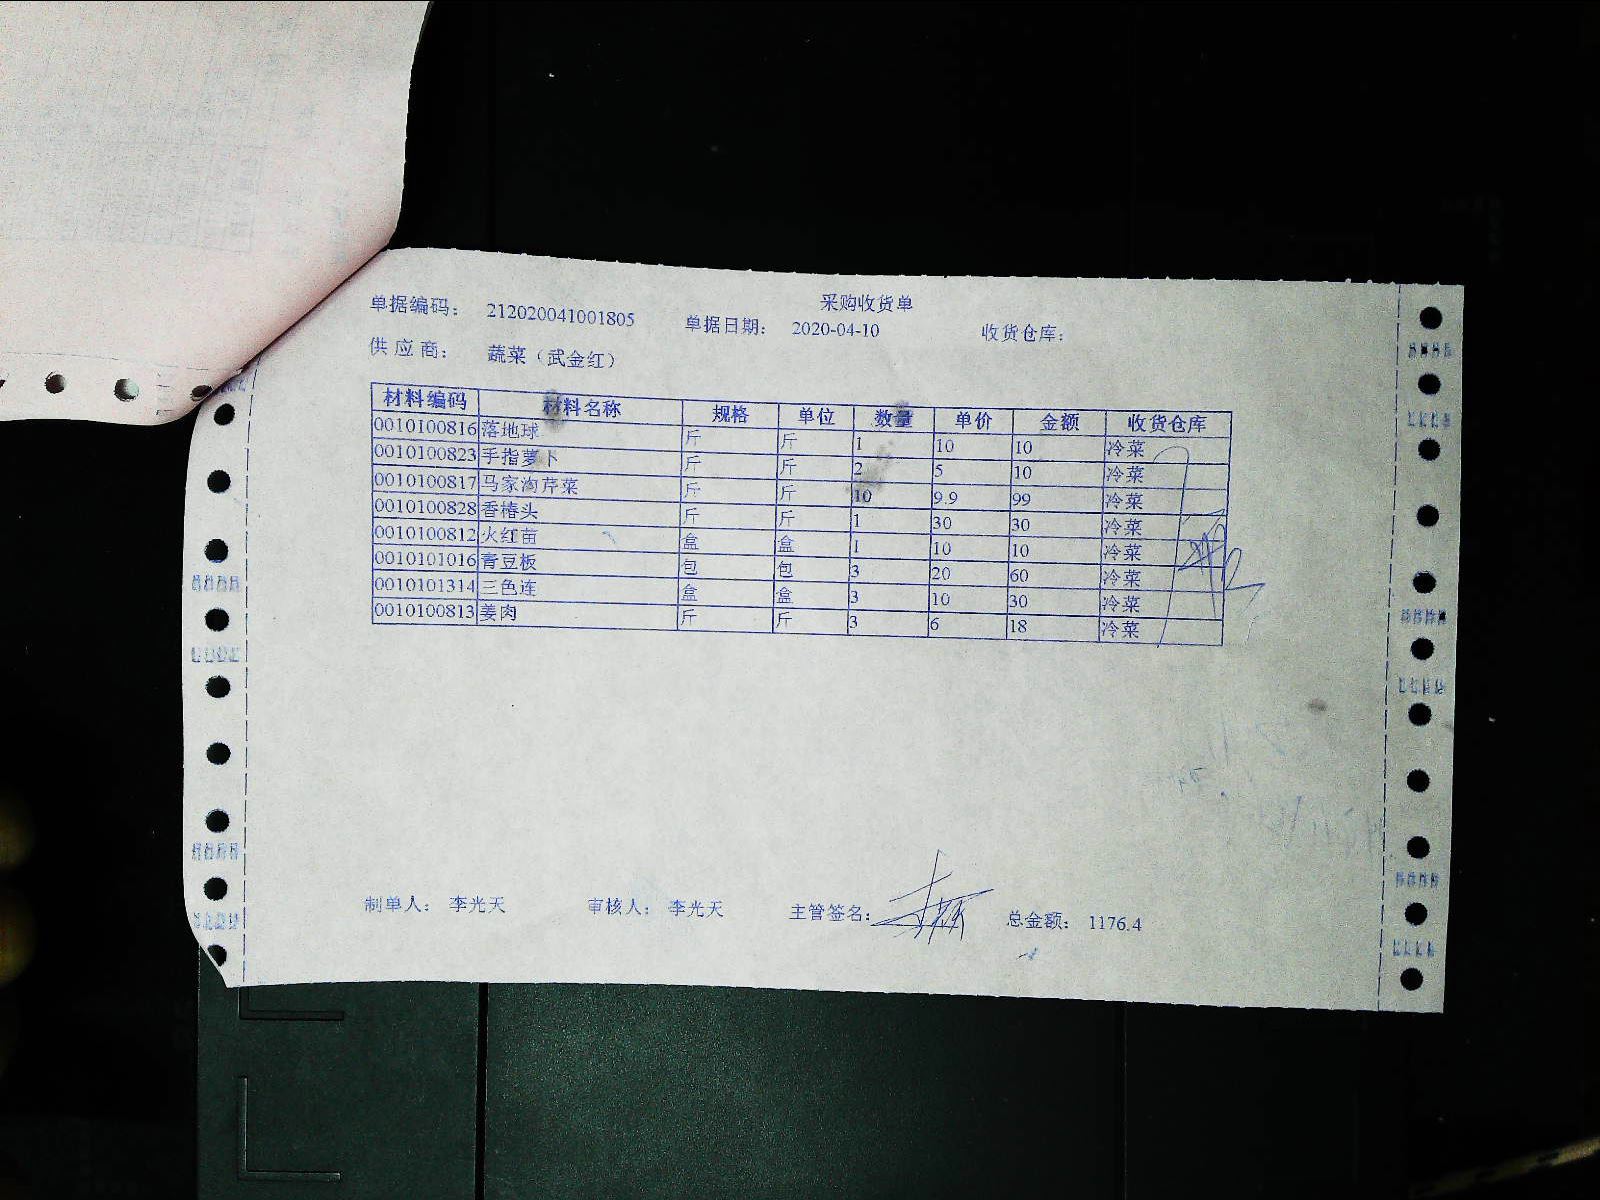 采购收货单
单据编码: 212020041001805 单据日期: 2020-04-10 收货仓库:
供应商: 蔬菜（武金红）
材料编码 材料名称 规格 单位 数量 单价 金额 收货仓库
0010100816 落地球 斤 斤 1 10 10 冷菜
0010100823 手指萝卜 斤 斤 2 5 10 冷菜
0010100817 马家沟芹菜 斤 斤 10 9.9 99 冷菜
0010100828 香椿头 斤 斤 1 30 30 冷菜
0010100812 火红苗 盒 盒 1 10 10 冷菜
0010101016 青豆板 包 包 3 20 60 冷菜
0010101314 三色连 盒 盒 3 10 30 冷菜
0010100813 姜肉 斤 斤 3 6 18 冷菜
制单人: 李光天 审核人: 李光天 主管签名: 总金额: 1176.4